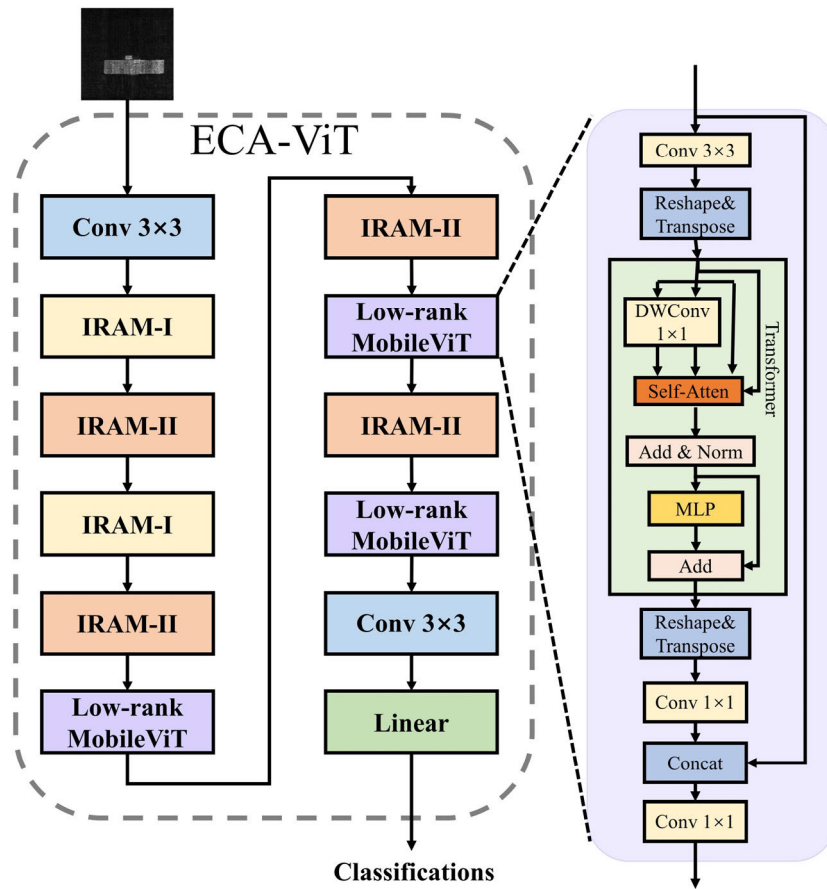 ECA-ViT
Conv 3×3
IRAM-I
IRAM-II
IRAM-I
IRAM-II
Low-rank
MobileViT
IRAM-II
Low-rank
MobileViT
IRAM-II
Low-rank
MobileViT
Conv 3×3
Linear
Classifications
Conv 3×3
Reshape&
Transpose
Transformer
DWConv
1×1
Self-Atten
Add & Norm
MLP
Add
Reshape&
Transpose
Conv 1×1
Concat
Conv 1×1